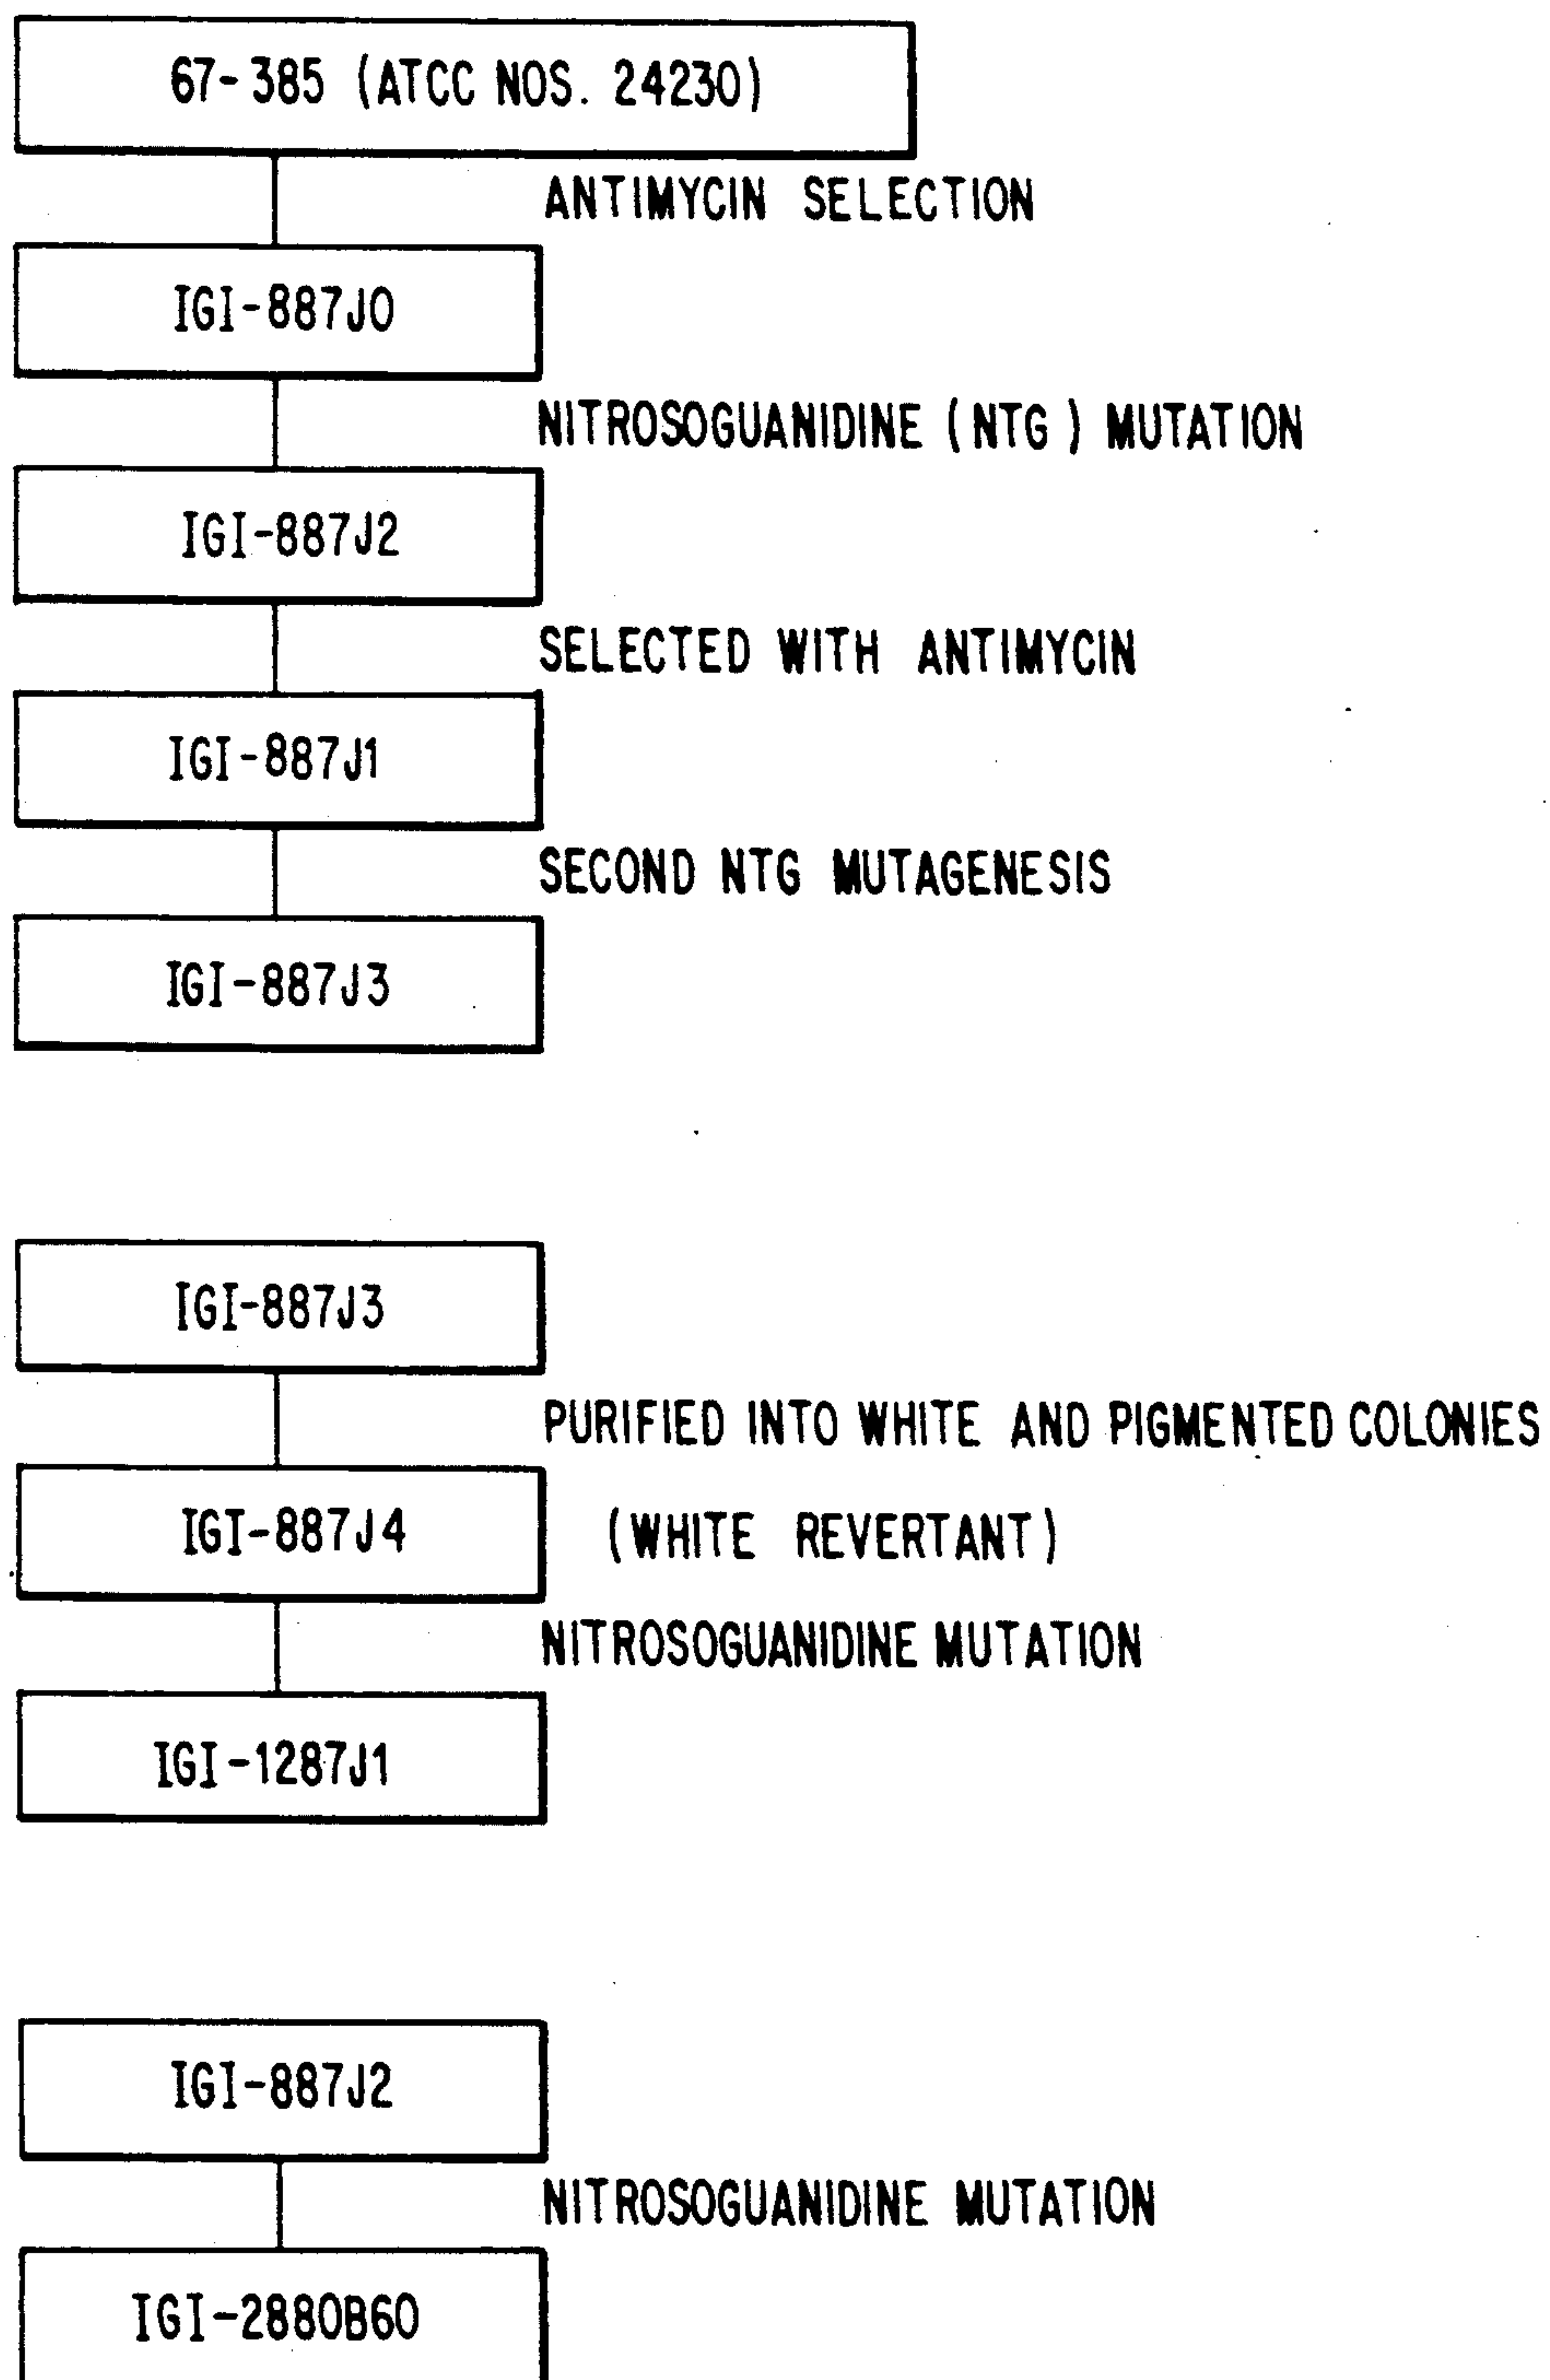 67-385 (ATCC NOS. 24230)
ANTIMYCIN SELECTION
IGI-887J0
NITROSOGUANIDINE (NTG) MUTATION
IGI-887J2
SELECTED WITH ANTIMYCIN
IGI-887J1
SECOND NTG MUTAGENESIS
IGI-887J3
IGI-887J3
PURIFIED INTO WHITE AND PIGMENTED COLONIES
IGI-887J4 (WHITE REVERTANT)
NITROSOGUANIDINE MUTATION
IGI-1287J1
IGI-887J2
NITROSOGUANIDINE MUTATION
IGI-2880B60